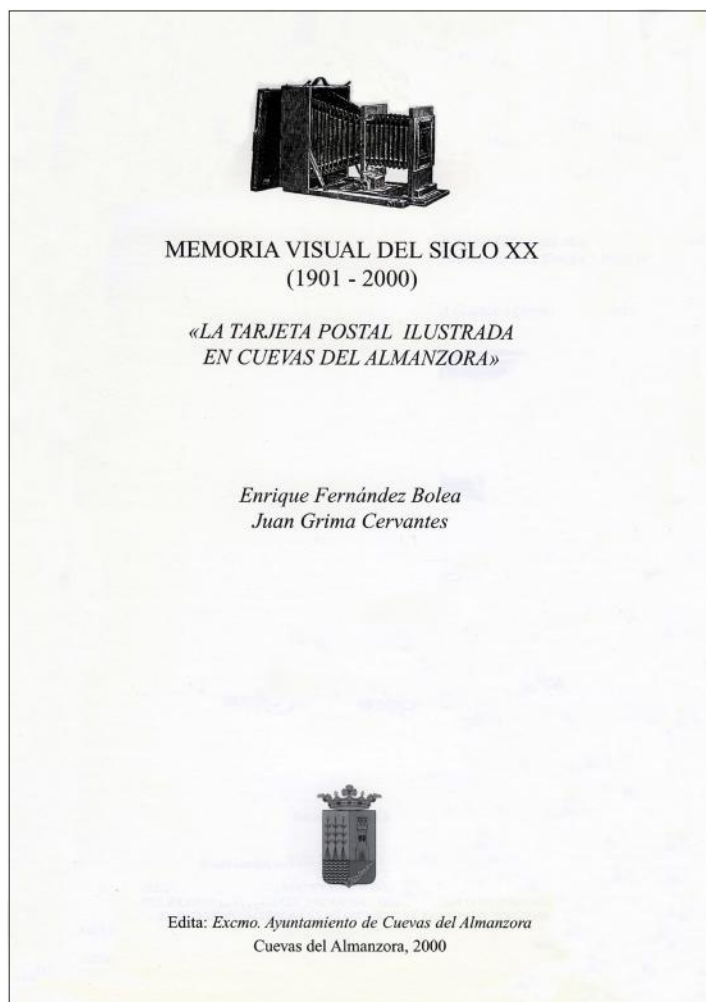 MEMORIA VISUAL DEL SIGLO XX
(1901 - 2000)
«LA TARJETA POSTAL ILUSTRADA
EN CUEVAS DEL ALMANZORA»
Enrique Fernández Bolea
Juan Grima Cervantes
Edita: Excmo. Ayuntamiento de Cuevas del Almanzora
Cuevas del Almanzora, 2000